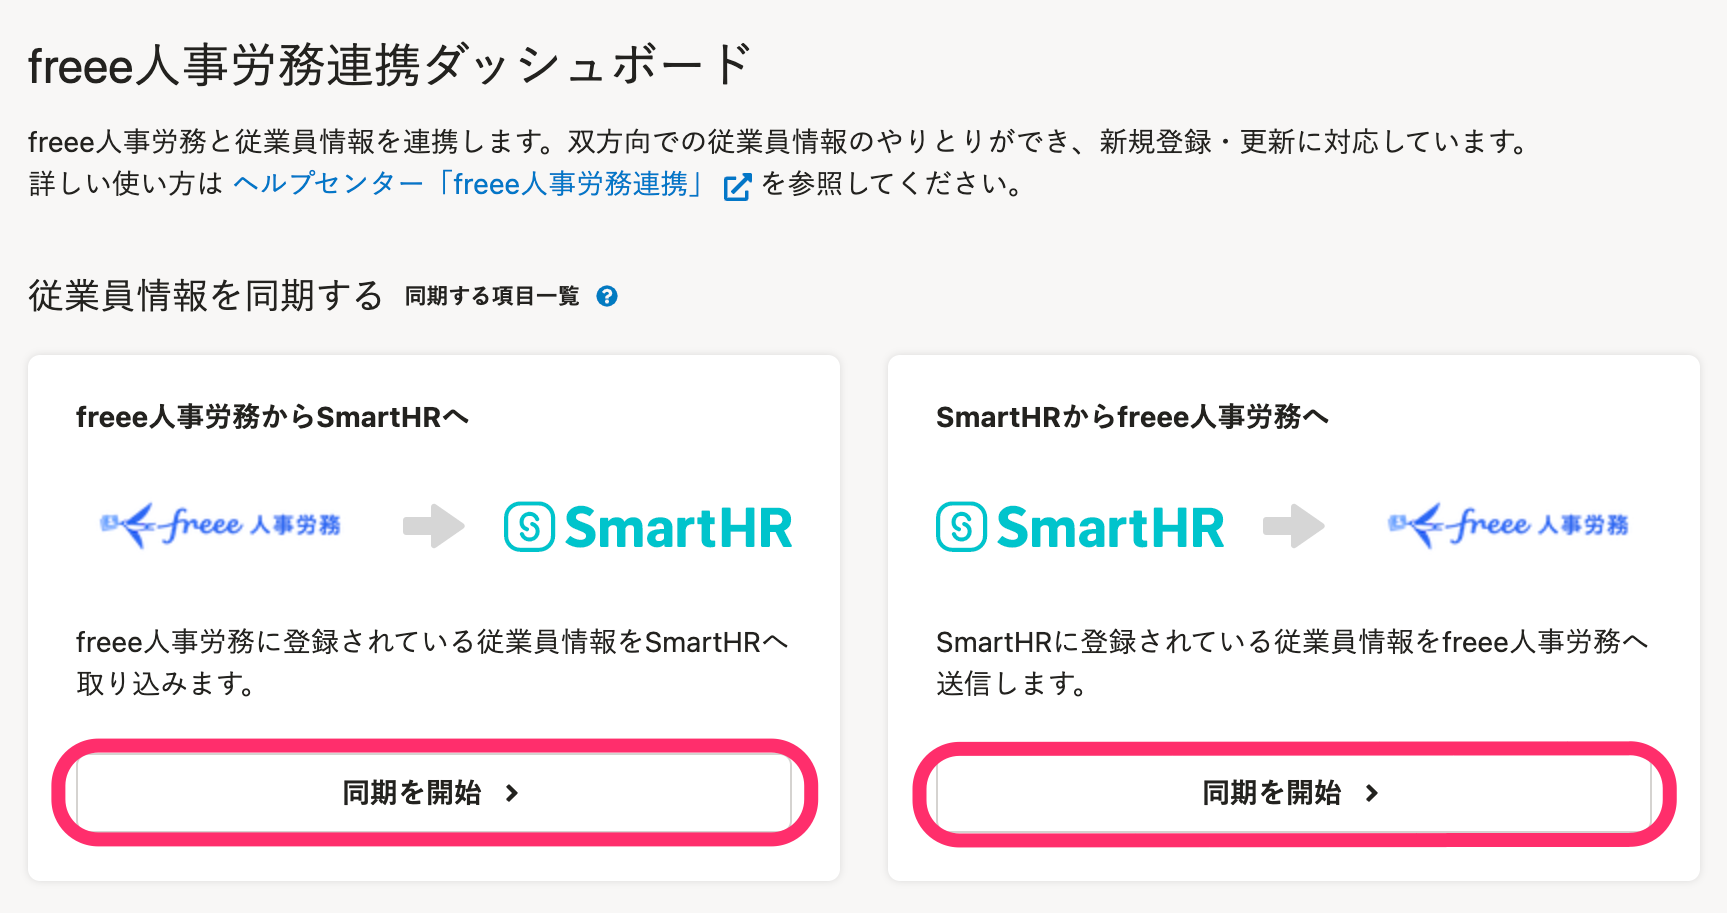 freee人事労務連携ダッシュボード
freee人事労務と従業員情報を連携します。双方向での従業員情報のやりとりができ、新規登録・更新に対応しています。
詳しい使い方は ヘルプセンター「freee人事労務連携」 を参照してください。
従業員情報を同期する 同期する項目一覧 ?
freee人事労務からSmartHRへ
freee 人事労務 SmartHR
freee人事労務に登録されている従業員情報をSmartHRへ
取り込みます。
同期を開始
SmartHRからfreee人事労務へ
SmartHR freee 人事労務
SmartHRに登録されている従業員情報をfreee人事労務へ
送信します。
同期を開始